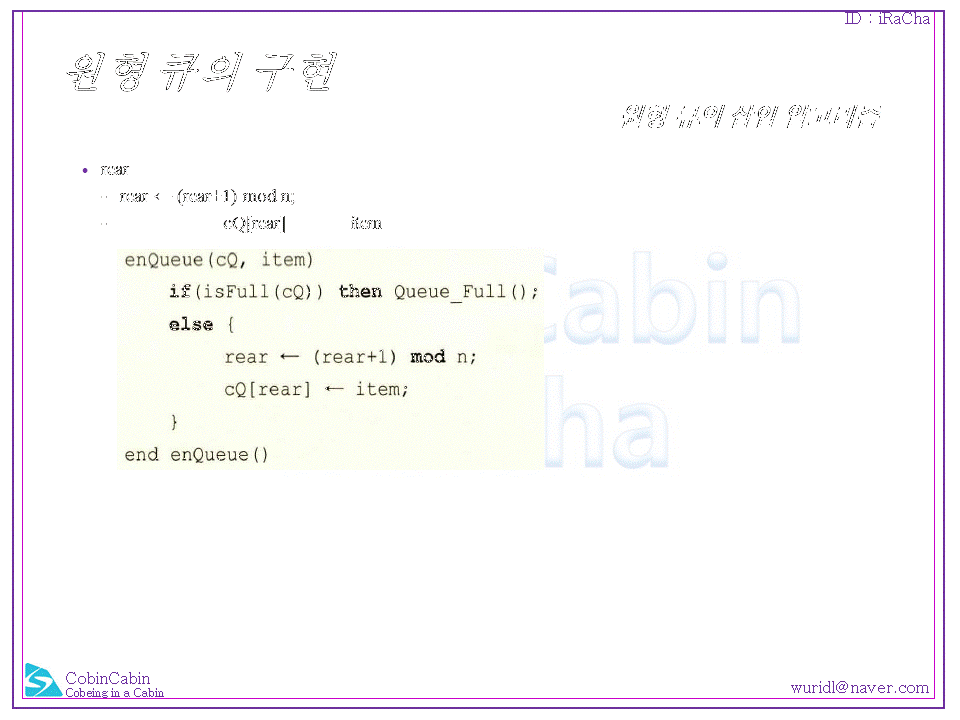 ID : iRaCha
원형 큐의 구현
원형 큐의 삽입 알고리즘
• rear
– rear ← (rear+1) mod n;
– cQ[rear] item
enQueue(cQ, item)
if(isFull(cQ)) then Queue_Full();
else {
rear ← (rear+1) mod n;
cQ[rear] ← item;
}
end enQueue()
Cabin
ha
CobinCabin
Cobeing in a Cabin
wuridl@naver.com